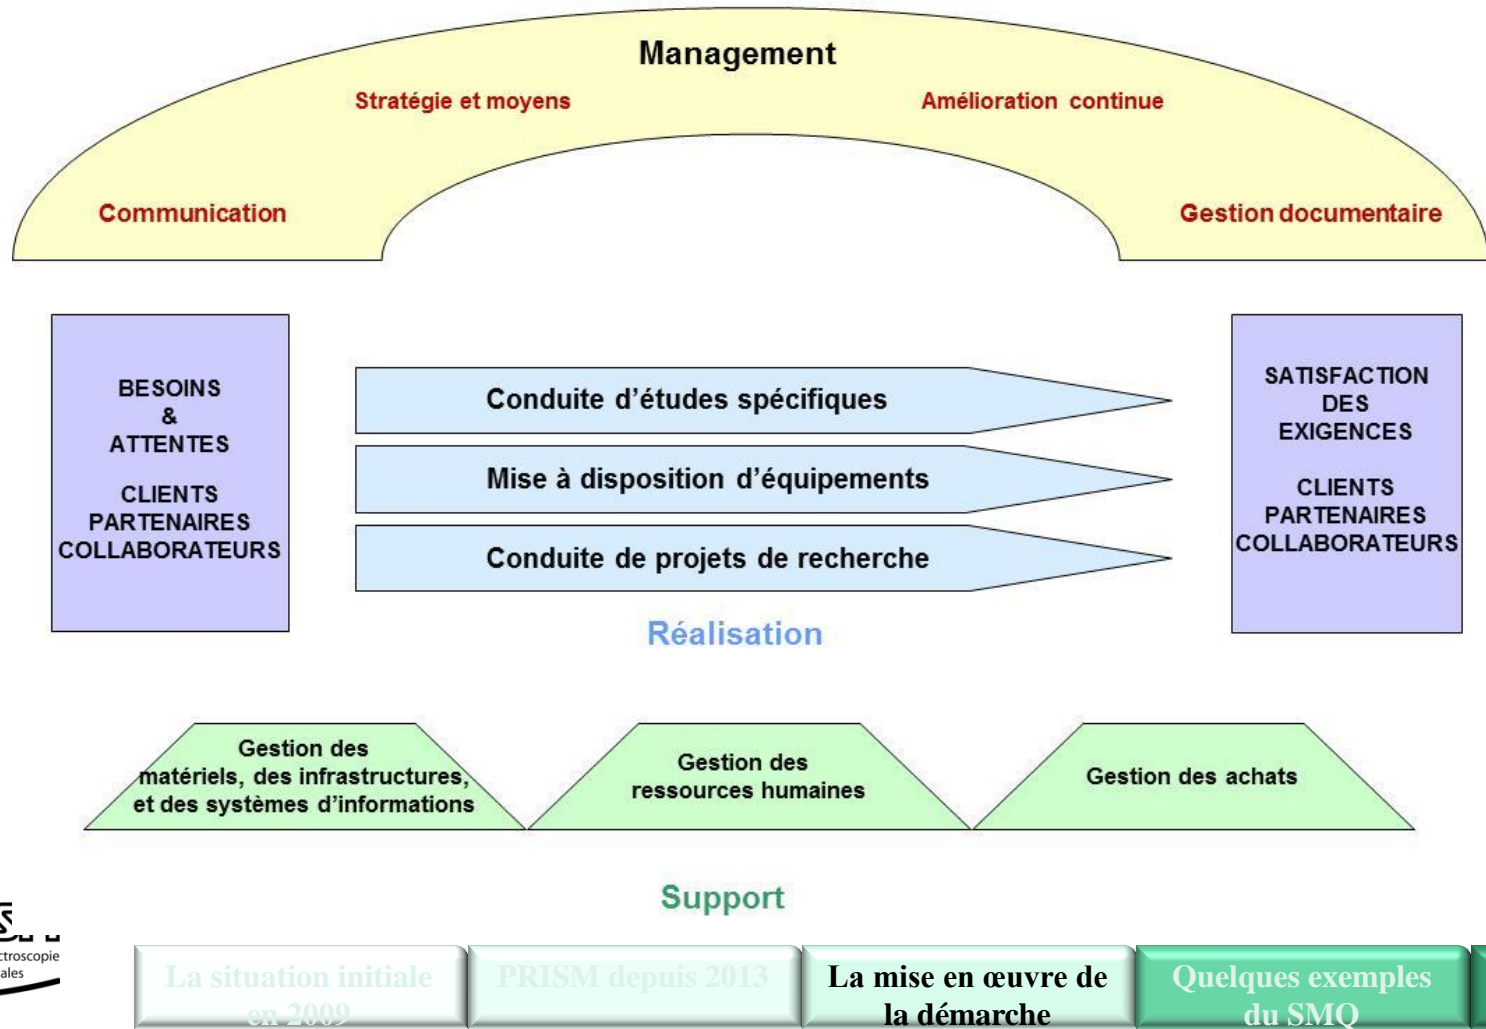 Management
Stratégie et moyens
Amélioration continue
Communication
Gestion documentaire
BESOINS
&
ATTENTES
CLIENTS
PARTENAIRES
COLLABORATEURS
Conduite d'études spécifiques
Mise à disposition d'équipements
Conduite de projets de recherche
SATISFACTION
DES
EXIGENCES
CLIENTS
PARTENAIRES
COLLABORATEURS
Réalisation
Gestion des
matériels, des infrastructures,
et des systèmes d'informations
Gestion des
ressources humaines
Gestion des achats
Support
ctroscopie
ales
La situation initiale
en 2009
PRISM depuis 2013
La mise en œuvre de
la démarche
Quelques exemples
du SMQ